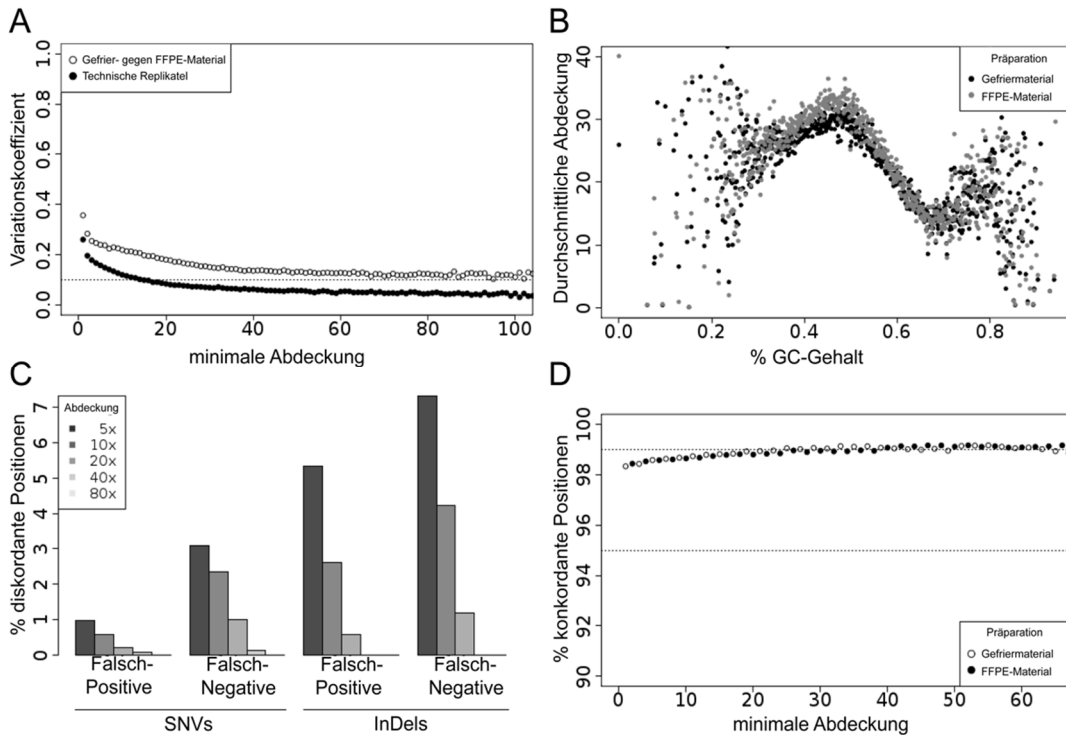 A
Gefrier- gegen FFPE-Material
Technische Replikatel
Variationskoeffizient
1.0
0.8
0.6
0.4
0.2
0.0
0 20 40 60 80 100
minimale Abdeckung
B
Präparation
Gefriermaterial
FFPE-Material
Durchschnittliche Abdeckung
40
30
20
10
0
0.0 0.2 0.4 0.6 0.8
% GC-Gehalt
C
Abdeckung
5x
10x
20x
40x
80x
% diskordante Positionen
7
6
5
4
3
2
1
0
Falsch-Positive
Falsch-Negative
Falsch-Positive
Falsch-Negative
SNVs
InDels
D
% konkordante Positionen
100
98
96
94
92
90
Präparation
Gefriermaterial
FFPE-Material
0 10 20 30 40 50 60
minimale Abdeckung